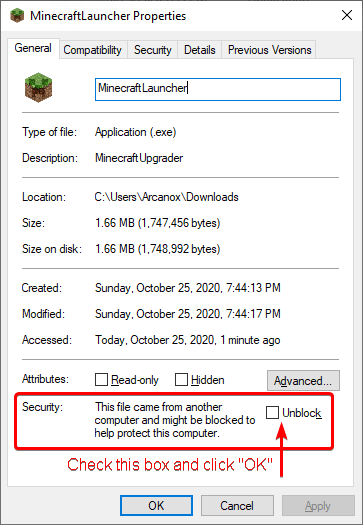 MinecraftLauncher Properties
General Compatibility Security Details Previous Versions
MinecraftLauncher
Type of file: Application (.exe)
Description: MinecraftUpgrader
Location: C:\Users\Arcanox\Downloads
Size: 1.66 MB (1,747,456 bytes)
Size on disk: 1.66 MB (1,748,992 bytes)
Created: Sunday, October 25, 2020, 7:44:13 PM
Modified: Sunday, October 25, 2020, 7:44:17 PM
Accessed: Today, October 25, 2020, 1 minute ago
Attributes: Read-only Hidden Advanced...
Security: This file came from another
computer and might be blocked to
help protect this computer.
Unblock
Check this box and click "OK"
OK Cancel Apply